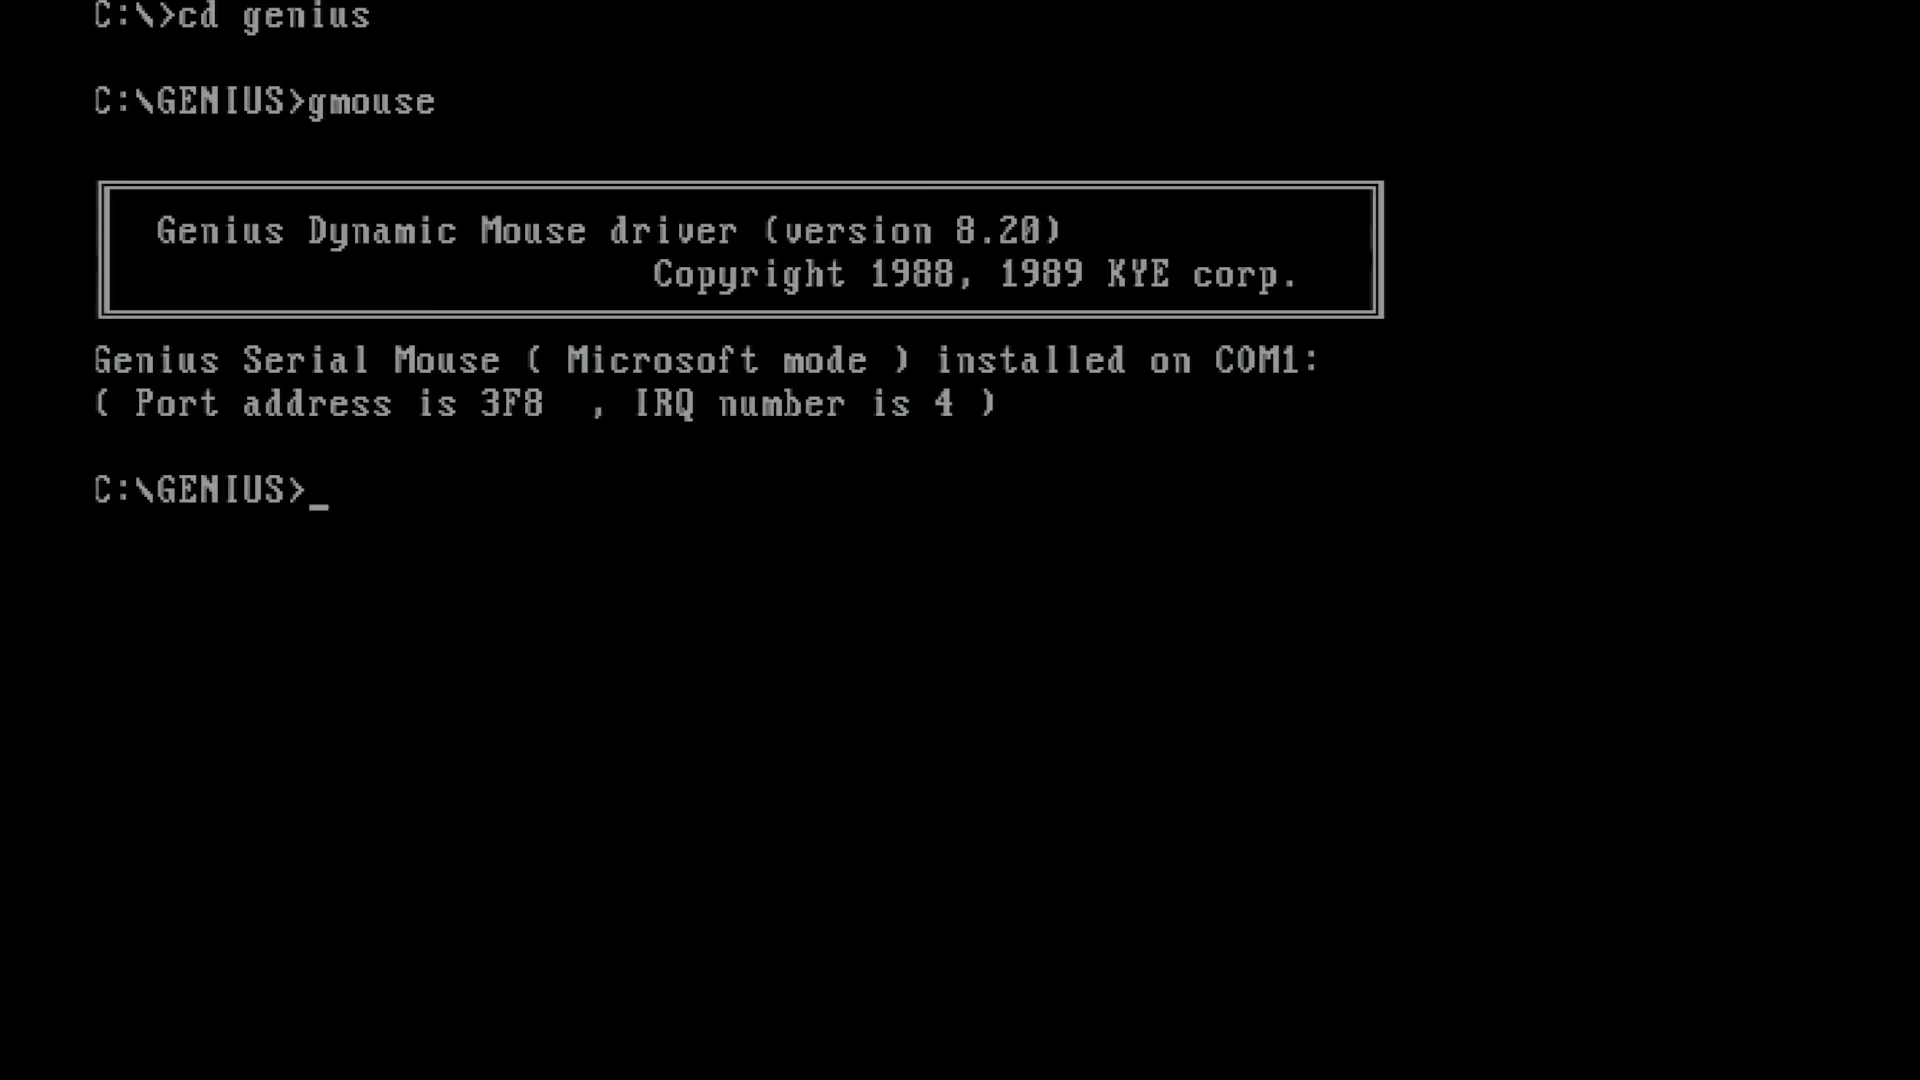 C:\>cd genius
C:\GENIUS>gmouse
Genius Dynamic Mouse driver (version 8.20)
Copyright 1988, 1989 KYE corp.
Genius Serial Mouse ( Microsoft mode ) installed on COM1:
( Port address is 3F8  , IRQ number is 4 )
C:\GENIUS>_